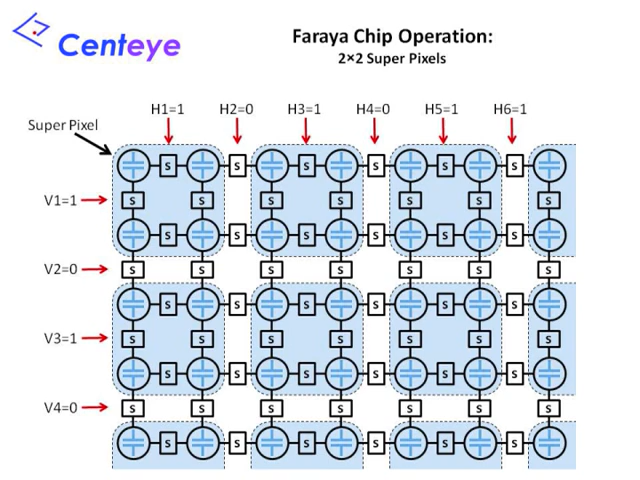 Centeye
Faraya Chip Operation:
2×2 Super Pixels
H1=1 H2=0 H3=1 H4=0 H5=1 H6=1
Super Pixel
S S S S S S
V1=1 S S S S S S S
S S S S S S
V2=0 S S S S S S S
S S S S S S
V3=1 S S S S S S S
S S S S S S
V4=0 S S S S S S S
S S S S S S